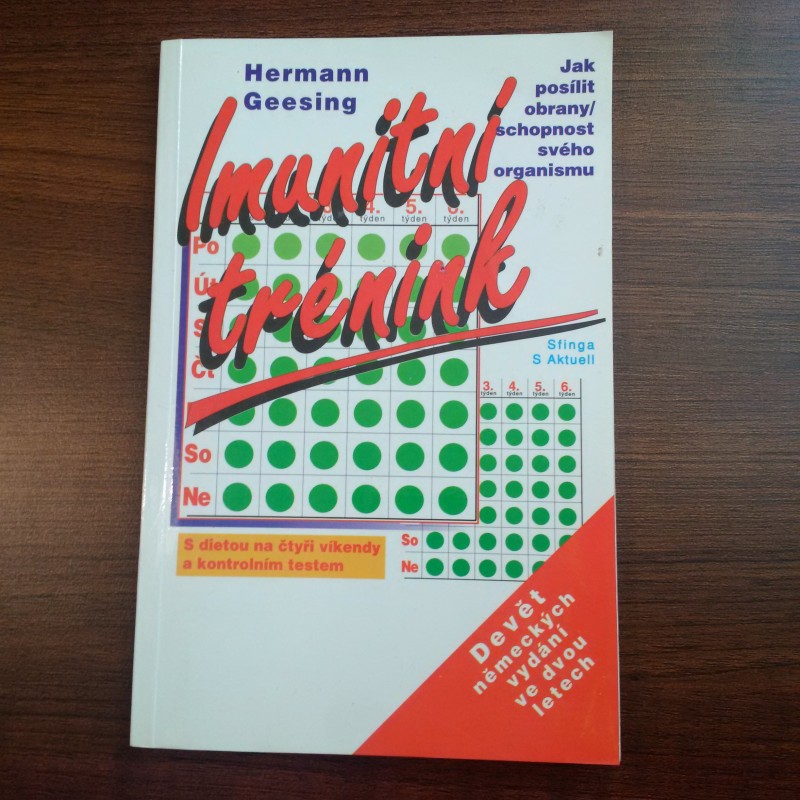 Hermann
Geesing
Jak
posílit
obrany/
schopnost
svého
organismu
Imunitní
trénink
4. 5. 6.
týden týden týden týden
Po
Út
S
Čt
So
Ne
Sfinga
S Aktuell
3. 4. 5. 6.
týden týden týden týden
So
Ne
S dietou na čtyři víkendy
a kontrolním testem
Devět
německých
vydání
ve dvou
letech